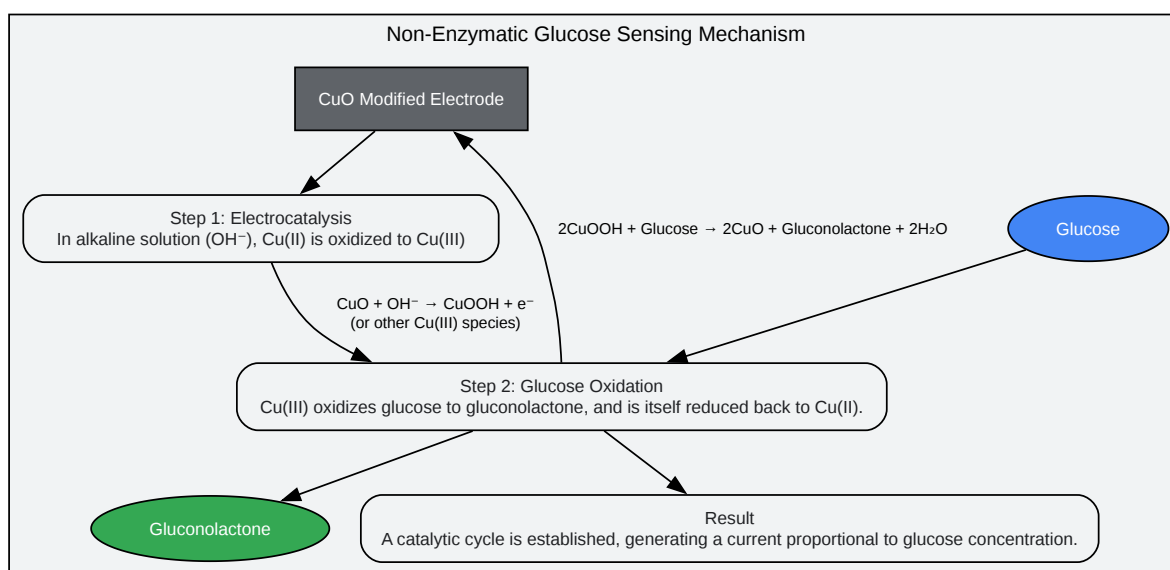 Non-Enzymatic Glucose Sensing Mechanism
CuO Modified Electrode
Step 1: Electrocatalysis
In alkaline solution (OH⁻), Cu(II) is oxidized to Cu(III)
2CuOOH + Glucose → 2CuO + Gluconolactone + 2H₂O
Glucose
CuO + OH⁻ → CuOOH + e⁻
(or other Cu(III) species)
Step 2: Glucose Oxidation
Cu(III) oxidizes glucose to gluconolactone, and is itself reduced back to Cu(II).
Gluconolactone
Result
A catalytic cycle is established, generating a current proportional to glucose concentration.